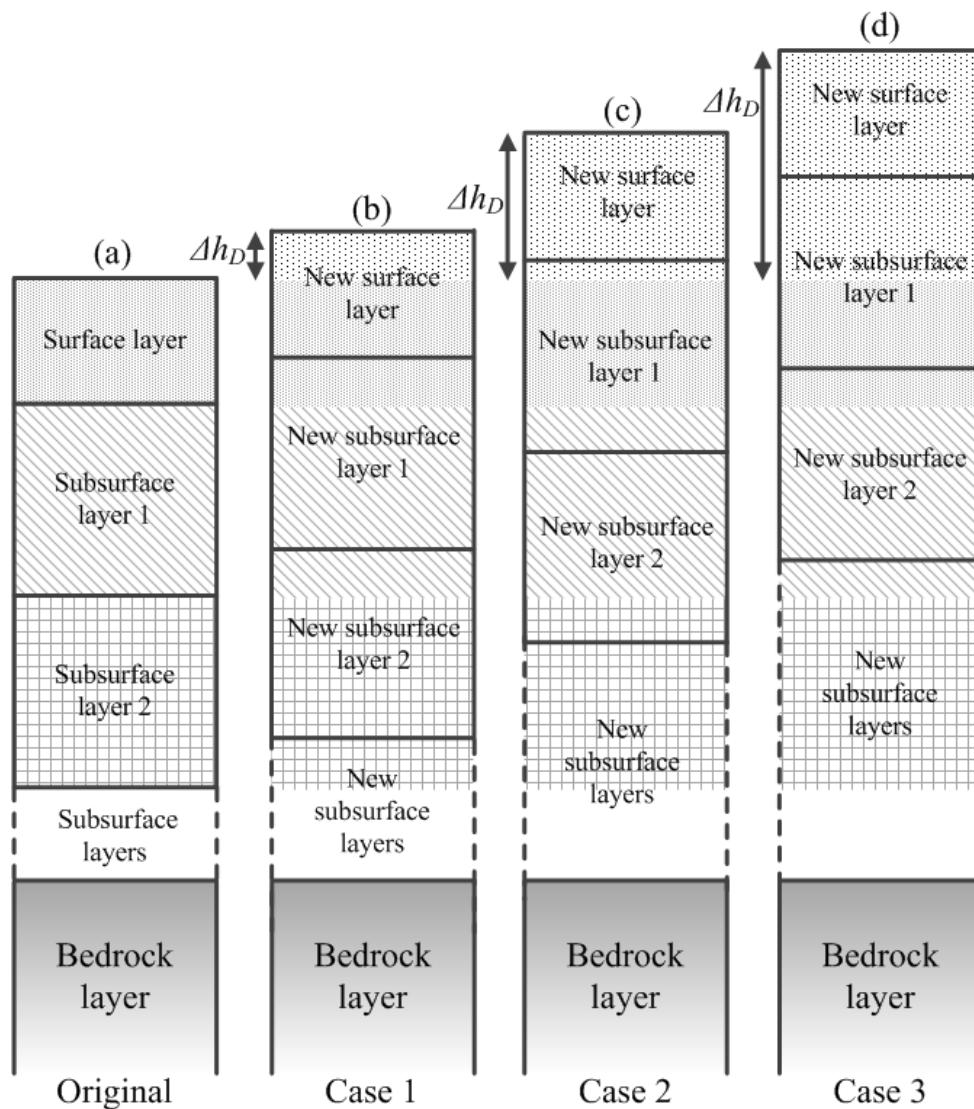 (a)
Surface layer
Subsurface
layer 1
Subsurface
layer 2
Subsurface
layers
Bedrock
layer
Original
(b)
Δh_D
New surface
layer
New subsurface
layer 1
New subsurface
layer 2
New
subsurface
layers
Bedrock
layer
Case 1
(c)
Δh_D
New surface
layer
New subsurface
layer 1
New subsurface
layer 2
New
subsurface
layers
Bedrock
layer
Case 2
(d)
Δh_D
New surface
layer
New subsurface
layer 1
New subsurface
layer 2
New
subsurface
layers
Bedrock
layer
Case 3